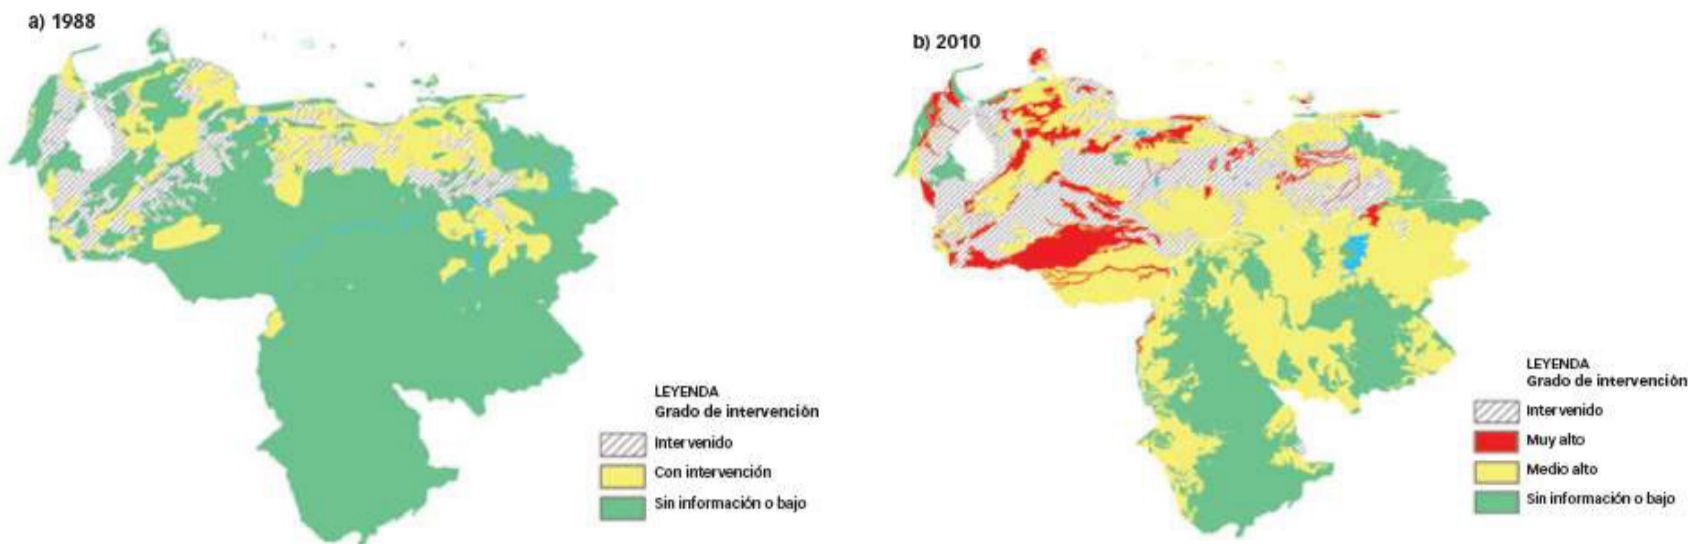 a) 1988
LEYENDA
Grado de intervención
Intervenido
Con intervención
Sin información o bajo
b) 2010
LEYENDA
Grado de intervención
Intervenido
Muy alto
Medio alto
Sin información o bajo